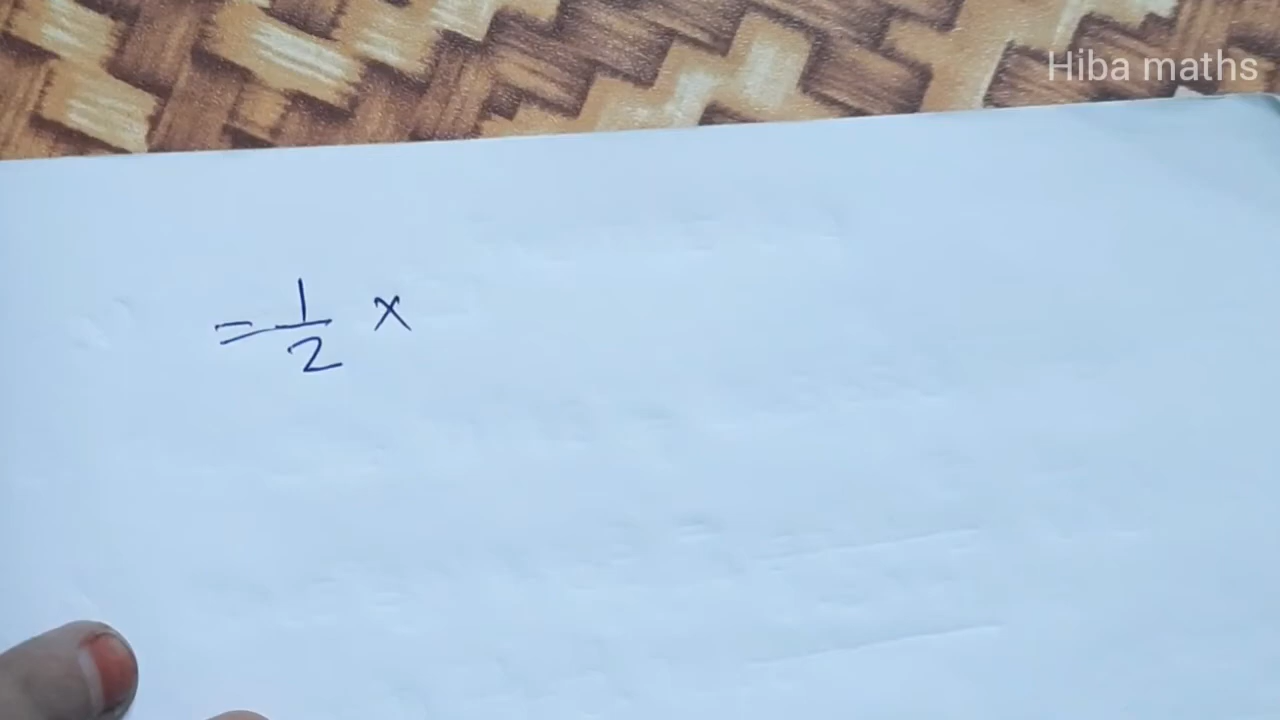 Hiba maths
= 1/2 ×